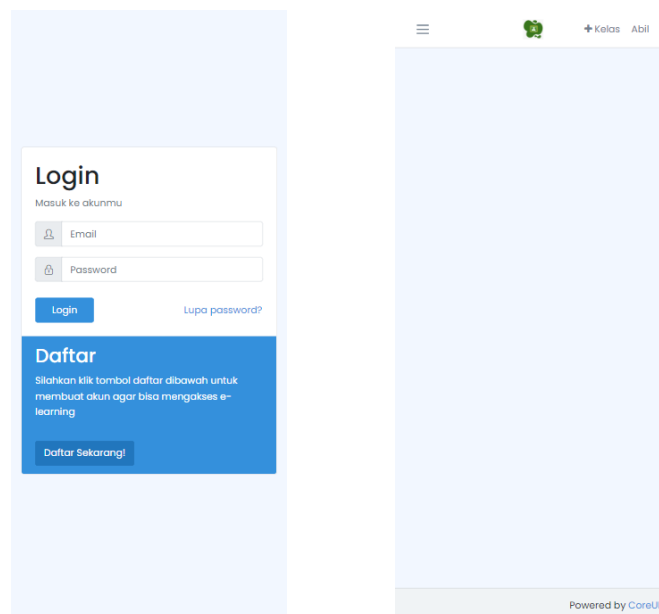 Login
Masuk ke akunmu
Email
Password
Login
Lupa password?
Daftar
Silahkan klik tombol daftar dibawah untuk
membuat akun agar bisa mengakses e-
learning
Daftar Sekarang!
+Kelas Abil
Powered by CoreUI